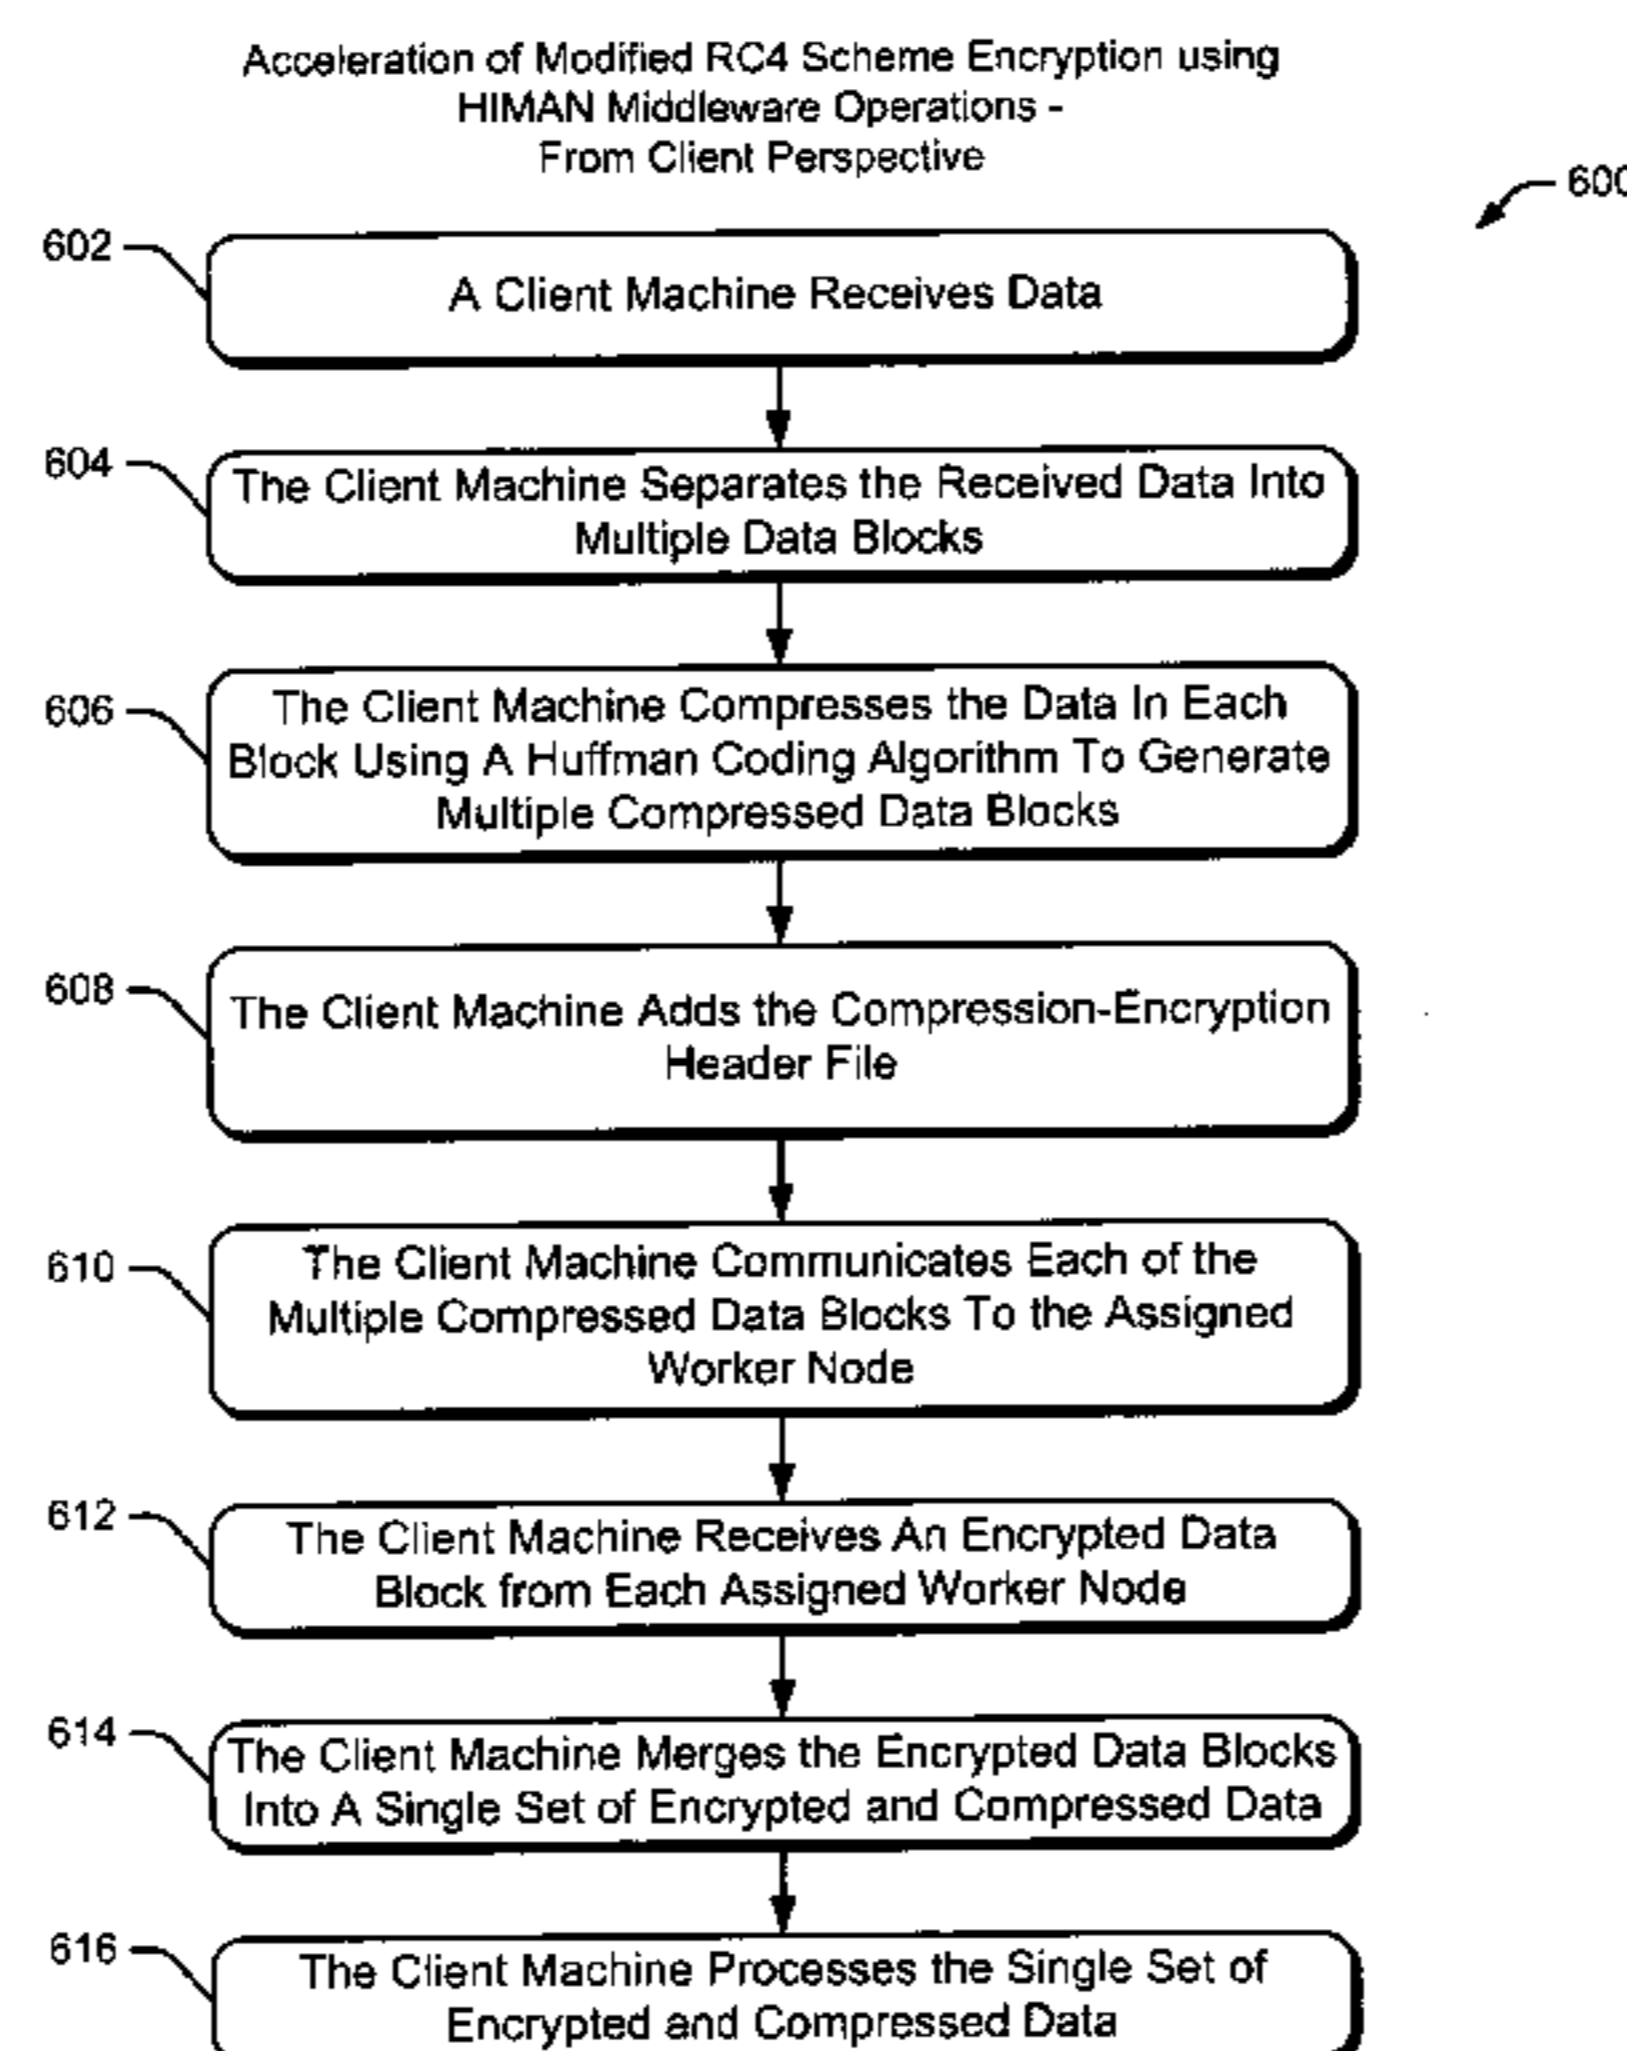 Acceleration of Modified RC4 Scheme Encryption using
HIMAN Middleware Operations -
From Client Perspective
600
602
A Client Machine Receives Data
604
The Client Machine Separates the Received Data Into
Multiple Data Blocks
606
The Client Machine Compresses the Data In Each
Block Using A Huffman Coding Algorithm To Generate
Multiple Compressed Data Blocks
608
The Client Machine Adds the Compression-Encryption
Header File
610
The Client Machine Communicates Each of the
Multiple Compressed Data Blocks To the Assigned
Worker Node
612
The Client Machine Receives An Encrypted Data
Block from Each Assigned Worker Node
614
The Client Machine Merges the Encrypted Data Blocks
Into A Single Set of Encrypted and Compressed Data
616
The Client Machine Processes the Single Set of
Encrypted and Compressed Data